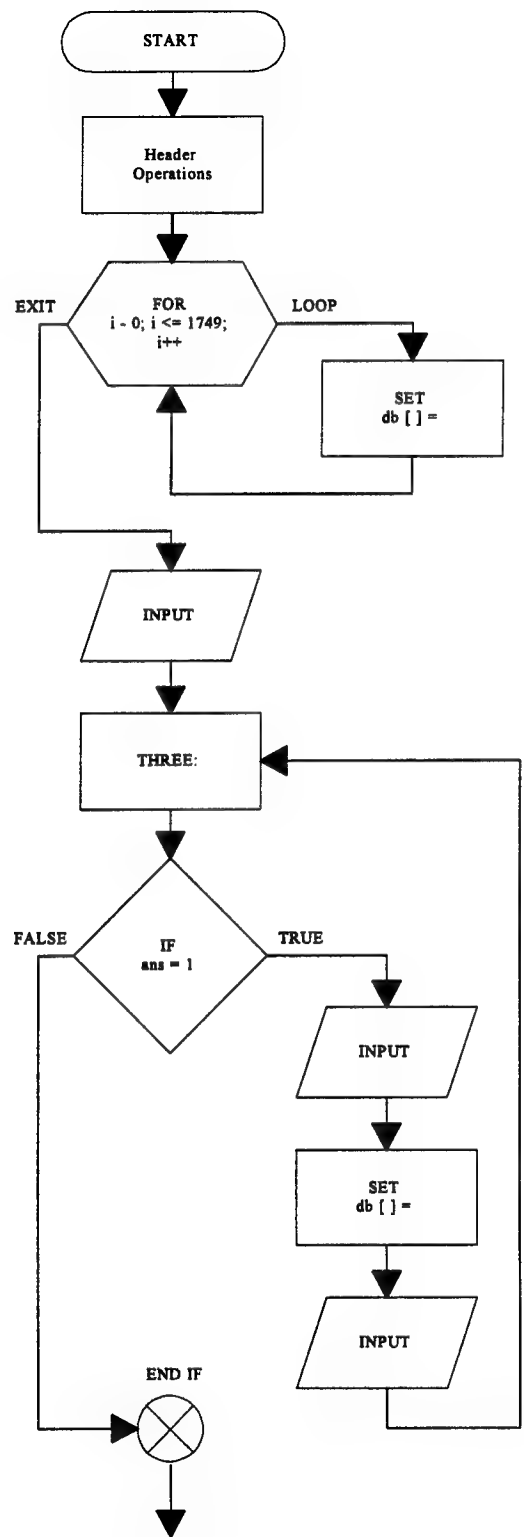 START
Header
Operations
FOR
i - 0; i <= 1749;
i++
EXIT
LOOP
SET
db [ ] =
INPUT
THREE:
IF
ans = 1
FALSE
TRUE
INPUT
SET
db [ ] =
INPUT
END IF